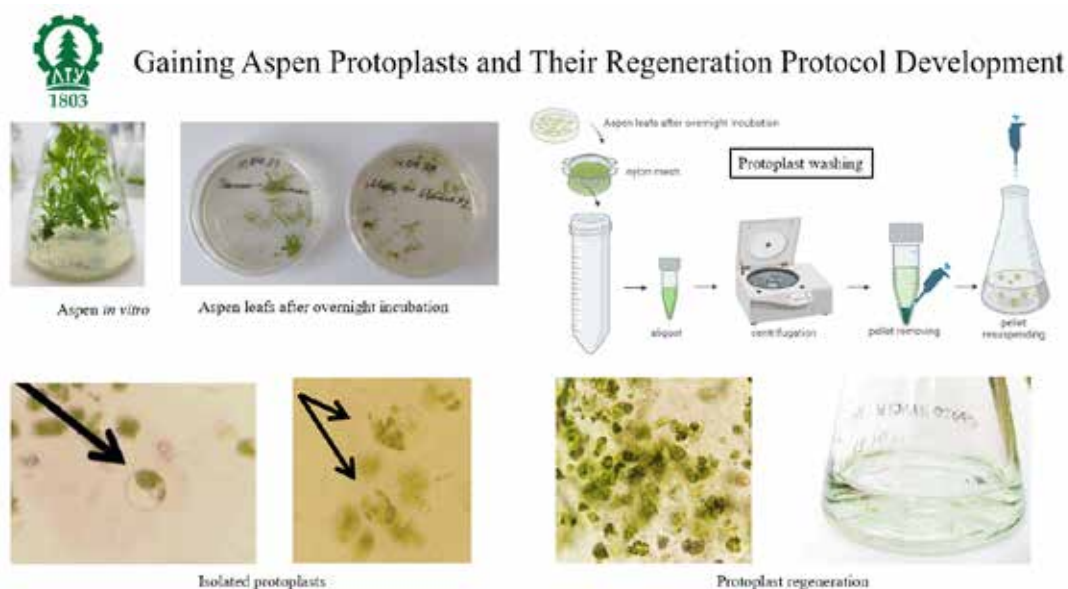 ЛТУ
1803
Gaining Aspen Protoplasts and Their Regeneration Protocol Development
Aspen in vitro
Aspen leafs after overnight incubation
Aspen leafs after overnight incubation
nylon mesh
Protoplast washing
aliquot
centrifugation
pellet removing
pellet
resuspending
Isolated protoplasts
Protoplast regeneration